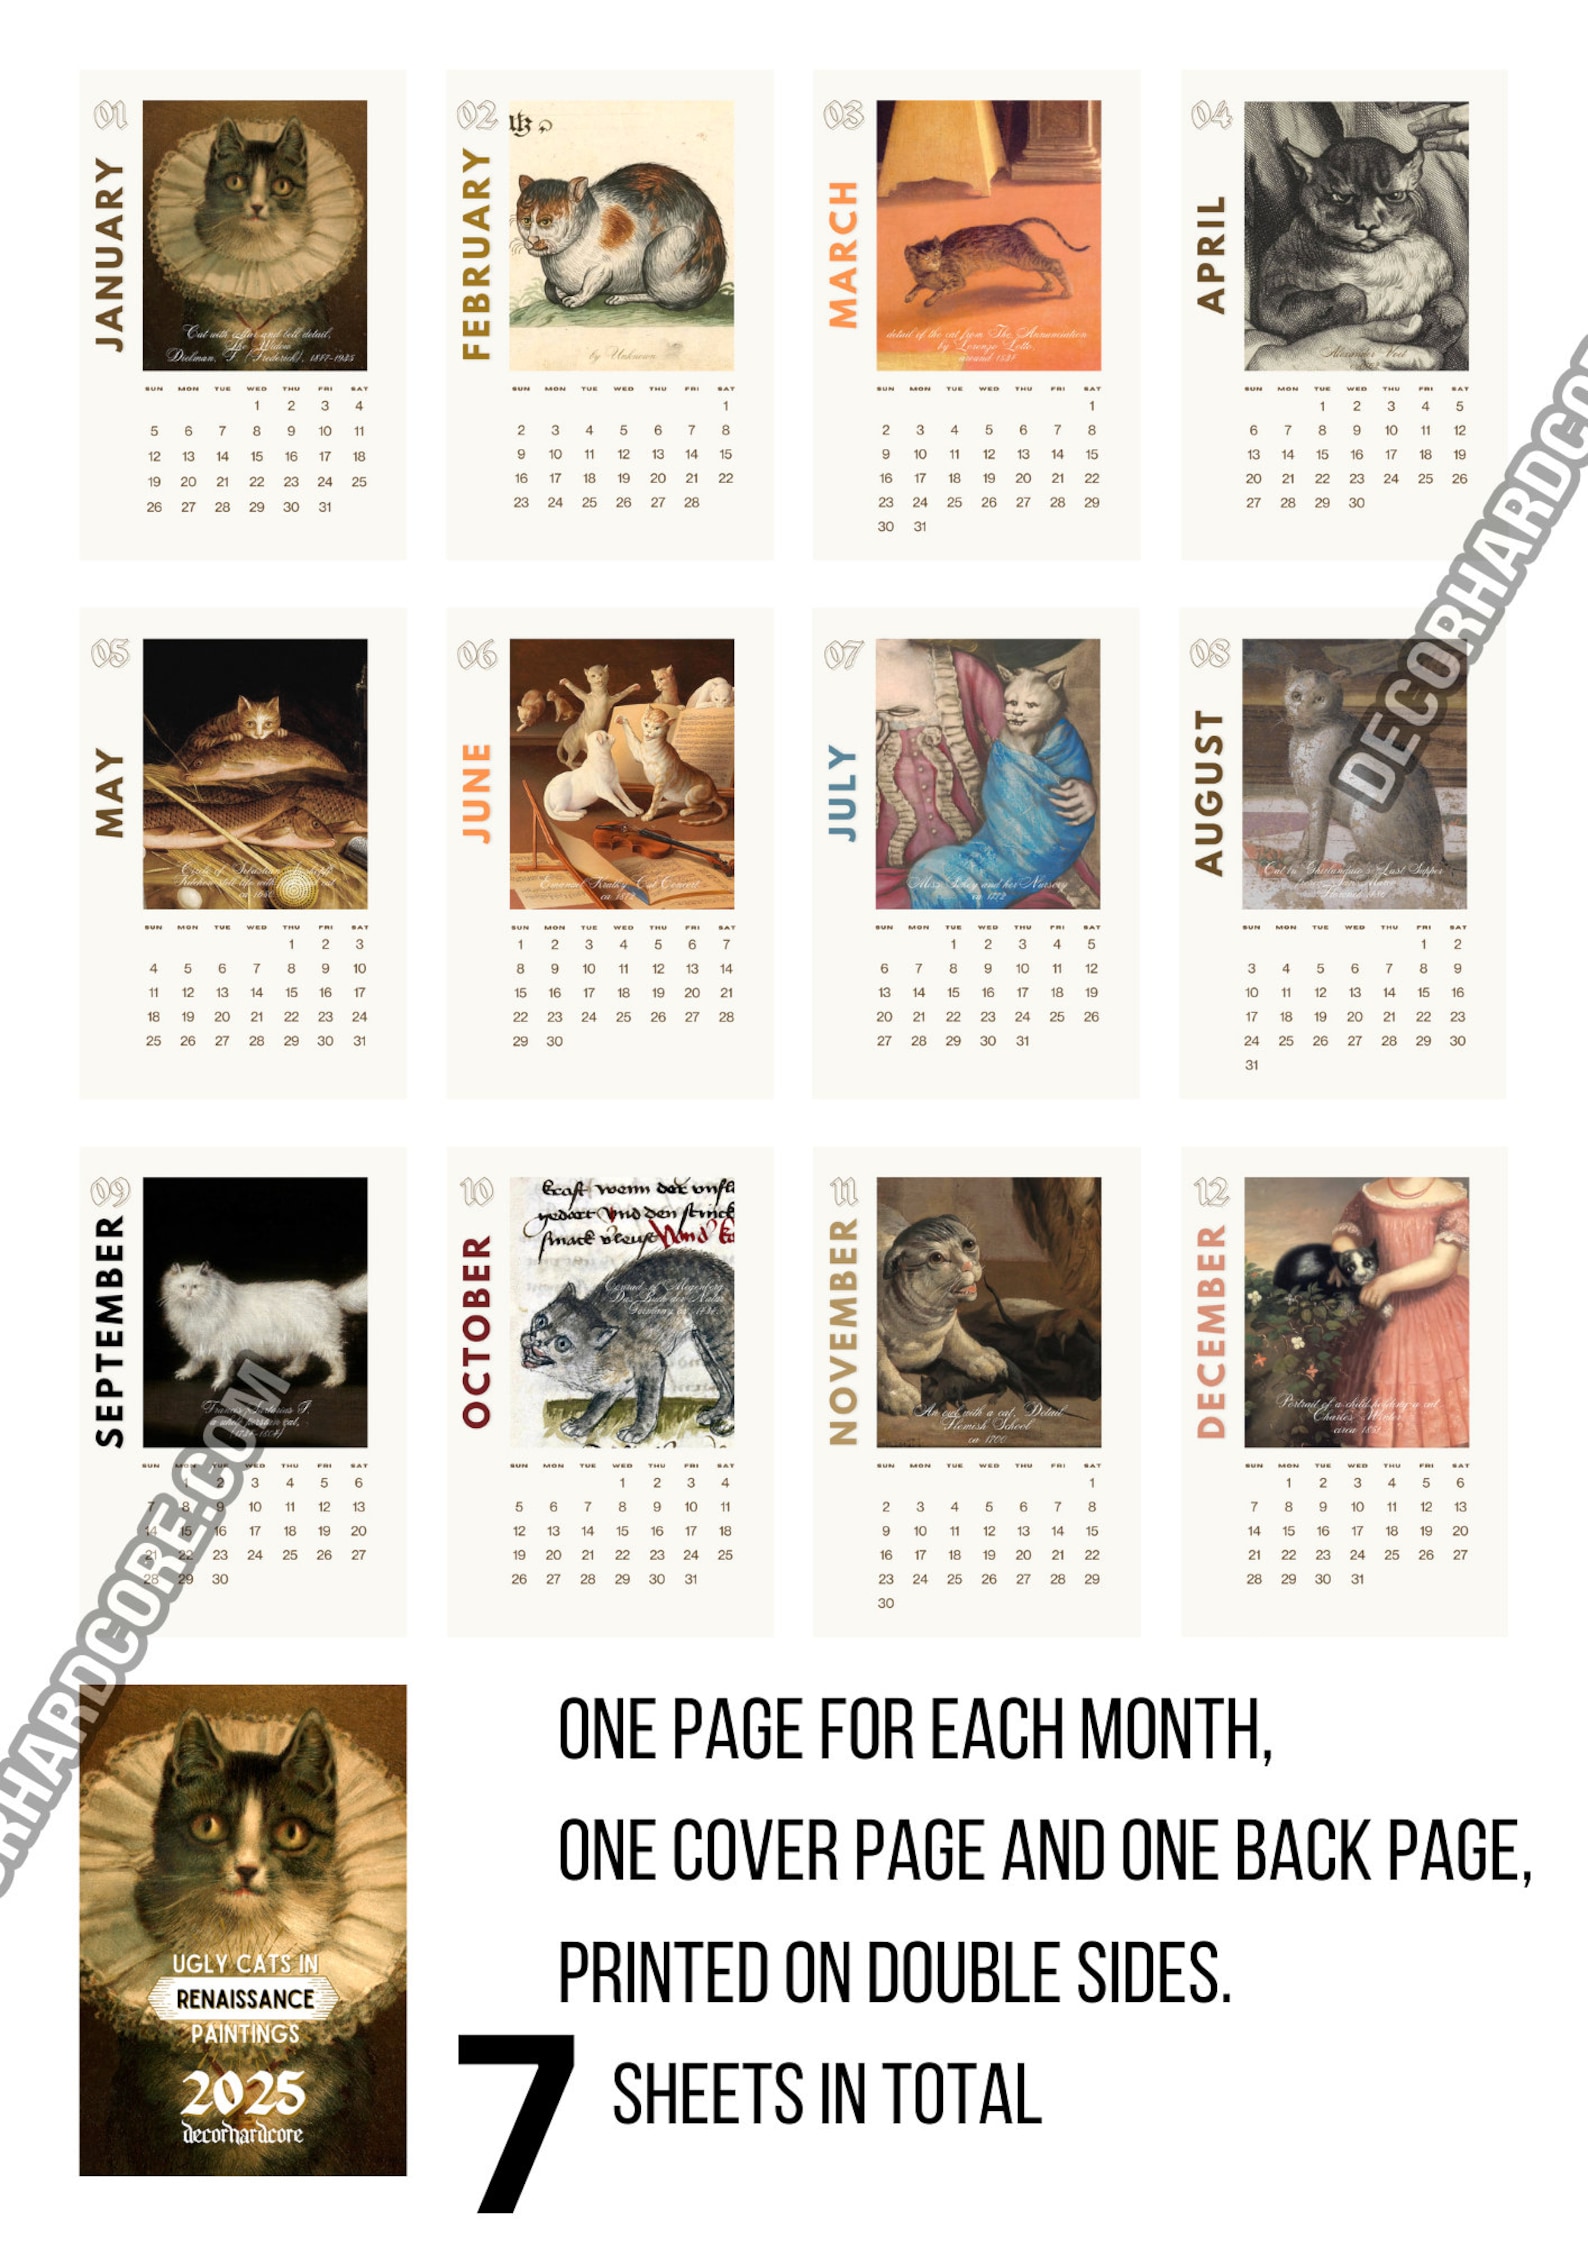 01
JANUARY
Cat with collar and bell detail,
The Widow
Dielman, F. (Frederick), 1847-1935
SUN MON TUE WED THU FRI SAT
1 2 3 4
5 6 7 8 9 10 11
12 13 14 15 16 17 18
19 20 21 22 23 24 25
26 27 28 29 30 31
02
FEBRUARY
by Unknown
SUN MON TUE WED THU FRI SAT
1
2 3 4 5 6 7 8
9 10 11 12 13 14 15
16 17 18 19 20 21 22
23 24 25 26 27 28
03
MARCH
detail of the cat from The Annunciation
by Lorenzo Lotto,
around
SUN MON TUE WED THU FRI SAT
1
2 3 4 5 6 7 8
9 10 11 12 13 14 15
16 17 18 19 20 21 22
23 24 25 26 27 28 29
30 31
04
APRIL
Alexander Voet
SUN MON TUE WED THU FRI SAT
1 2 3 4 5
6 7 8 9 10 11 12
13 14 15 16 17 18 19
20 21 22 23 24 25 26
27 28 29 30
05
MAY
Circle of Sebastian
Kitchen still life with cat
SUN MON TUE WED THU FRI SAT
1 2 3
4 5 6 7 8 9 10
11 12 13 14 15 16 17
18 19 20 21 22 23 24
25 26 27 28 29 30 31
06
JUNE
Emanuel Kratky Cat Concert
SUN MON TUE WED THU FRI SAT
1 2 3 4 5 6 7
8 9 10 11 12 13 14
15 16 17 18 19 20 21
22 23 24 25 26 27 28
29 30
07
JULY
and her Nursery
ca 1772
SUN MON TUE WED THU FRI SAT
1 2 3 4 5
6 7 8 9 10 11 12
13 14 15 16 17 18 19
20 21 22 23 24 25 26
27 28 29 30 31
08
AUGUST
Cat in Ghirlandaio's Last Supper
SUN MON TUE WED THU FRI SAT
1 2
3 4 5 6 7 8 9
10 11 12 13 14 15 16
17 18 19 20 21 22 23
24 25 26 27 28 29 30
31
09
SEPTEMBER
Francis Sartorius
a white persian cat,
SUN MON TUE WED THU FRI SAT
1 2 3 4 5 6
7 8 9 10 11 12 13
14 15 16 17 18 19 20
21 22 23 24 25 26 27
28 29 30
10
OCTOBER
kraft wenn der
Conrad of Megenberg
Das Buch der Natur
Germany ca
SUN MON TUE WED THU FRI SAT
1 2 3 4
5 6 7 8 9 10 11
12 13 14 15 16 17 18
19 20 21 22 23 24 25
26 27 28 29 30 31
11
NOVEMBER
An owl with a cat, Detail
Flemish School
ca 1700
SUN MON TUE WED THU FRI SAT
1
2 3 4 5 6 7 8
9 10 11 12 13 14 15
16 17 18 19 20 21 22
23 24 25 26 27 28 29
30
12
DECEMBER
Portrait of a child holding a cat
Charles Winter
circa
SUN MON TUE WED THU FRI SAT
1 2 3 4 5 6
7 8 9 10 11 12 13
14 15 16 17 18 19 20
21 22 23 24 25 26 27
28 29 30 31
UGLY CATS IN
RENAISSANCE
PAINTINGS
2025
decorhardcore
ONE PAGE FOR EACH MONTH,
ONE COVER PAGE AND ONE BACK PAGE,
PRINTED ON DOUBLE SIDES.
7 SHEETS IN TOTAL
DECORHARDCOR
RHARDCORE.COM